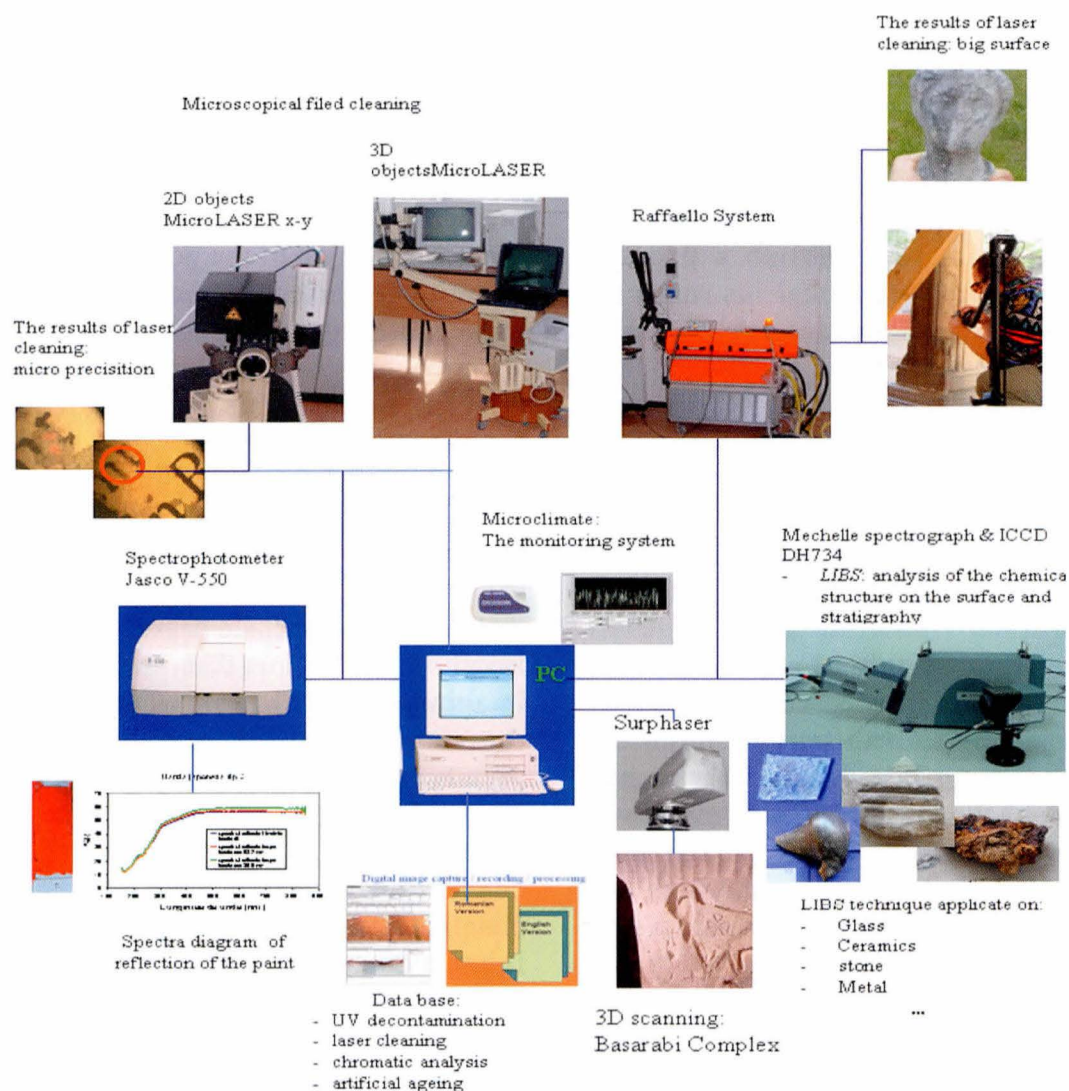 The results of laser
cleaning: big surface
Microscopical filed cleaning
3D
objectsMicroLASER
2D objects
MicroLASER x-y
Raffaello System
The results of laser
cleaning:
micro precisition
Microclimate:
The monitoring system
Spectrophotometer
Jasco V-550
Mechelle spectrograph & ICCD
DH734
- LIBS: analysis of the chemica
structure on the surface and
stratigraphy
PC
Surphaser
Digital image capture / recording / processing
Romanian
Version
English
Version
Spectra diagram of
reflection of the paint
LIBS technique applicate on:
- Glass
- Ceramics
- stone
- Metal
...
Data base:
- UV decontamination
- laser cleaning
- chromatic analysis
- artificial ageing
3D scanning:
Basarabi Complex